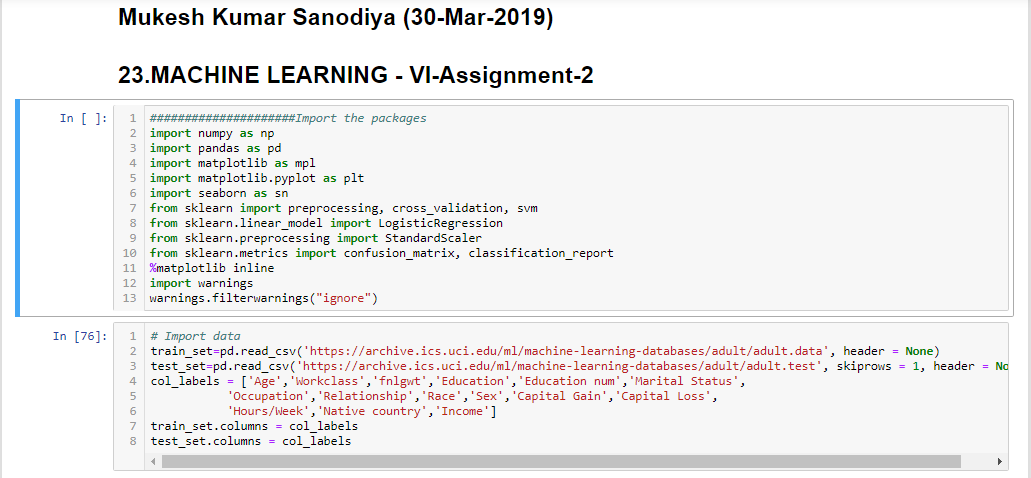 Mukesh Kumar Sanodiya (30-Mar-2019)
23.MACHINE LEARNING - VI-Assignment-2
In [ ]:
1 #####################Import the packages
2 import numpy as np
3 import pandas as pd
4 import matplotlib as mpl
5 import matplotlib.pyplot as plt
6 import seaborn as sn
7 from sklearn import preprocessing, cross_validation, svm
8 from sklearn.linear_model import LogisticRegression
9 from sklearn.preprocessing import StandardScaler
10 from sklearn.metrics import confusion_matrix, classification_report
11 %matplotlib inline
12 import warnings
13 warnings.filterwarnings("ignore")
In [76]:
1 # Import data
2 train_set=pd.read_csv('https://archive.ics.uci.edu/ml/machine-learning-databases/adult/adult.data', header = None)
3 test_set=pd.read_csv('https://archive.ics.uci.edu/ml/machine-learning-databases/adult/adult.test', skiprows = 1, header = No
4 col_labels = ['Age','Workclass','fnlgwt','Education','Education num','Marital Status',
5 'Occupation','Relationship','Race','Sex','Capital Gain','Capital Loss',
6 'Hours/Week','Native country','Income']
7 train_set.columns = col_labels
8 test_set.columns = col_labels